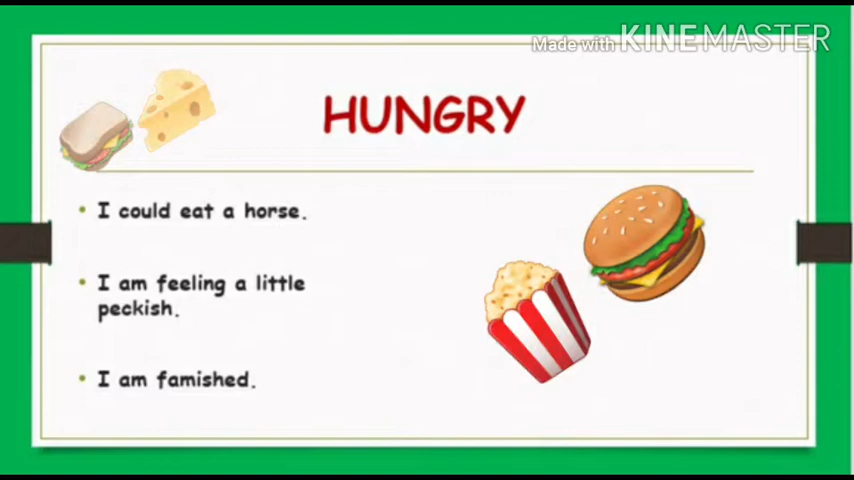 Made with KINEMASTER
HUNGRY
• I could eat a horse.
• I am feeling a little
peckish.
• I am famished.